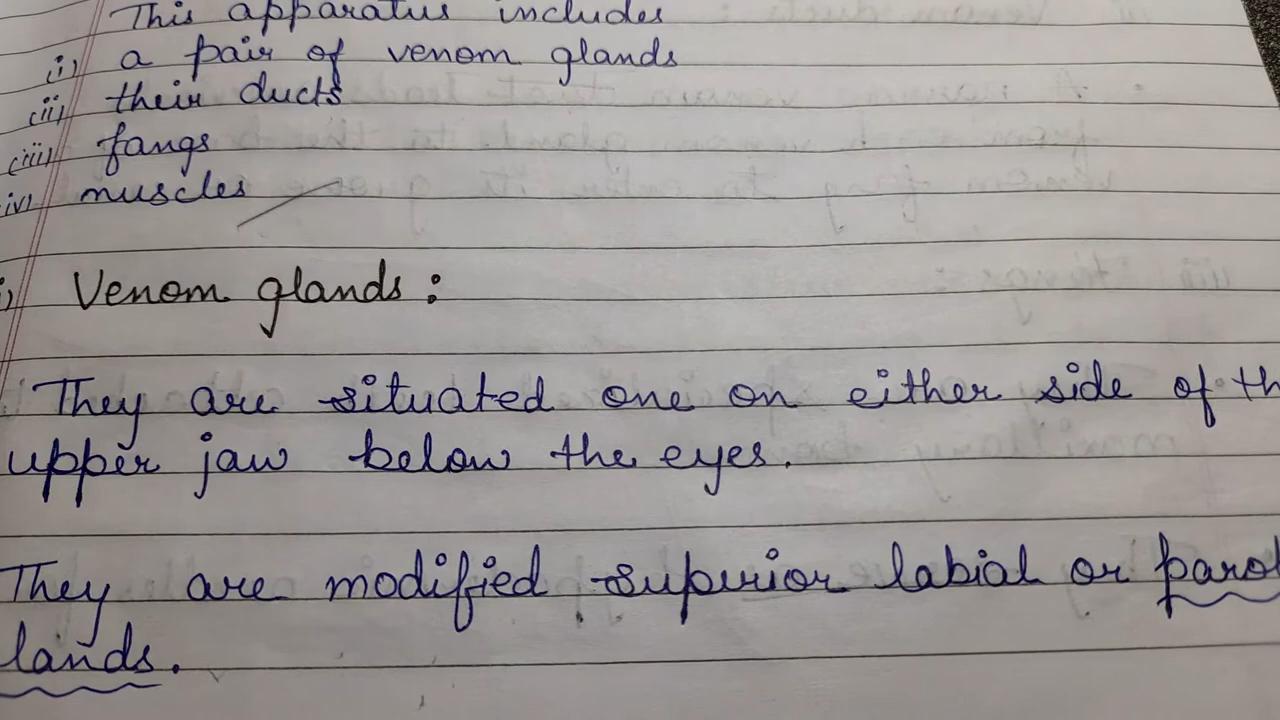 This apparatus includes
(i) a pair of venom glands
(ii) their ducts
(iii) fangs
iv) muscles
i) Venom glands :
They are situated one on either side of th
upper jaw below the eyes.
They are modified superior labial or parot
lands.